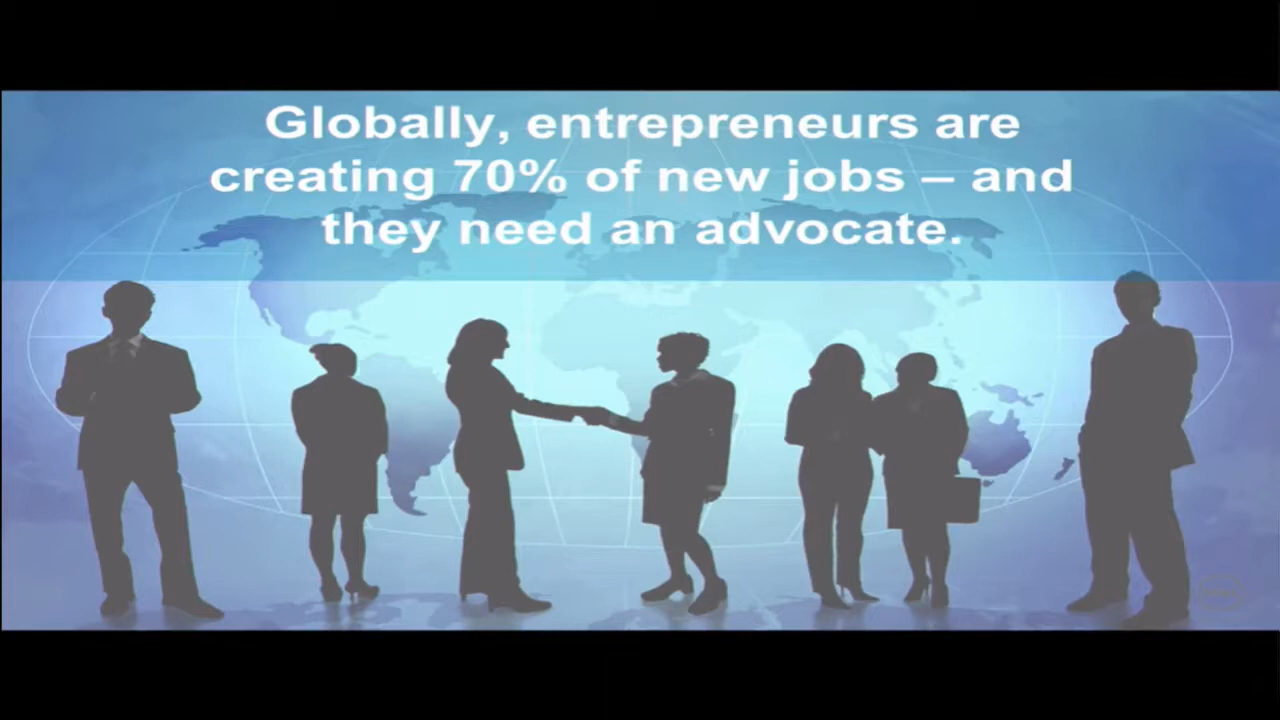 Globally, entrepreneurs are
creating 70% of new jobs – and
they need an advocate.